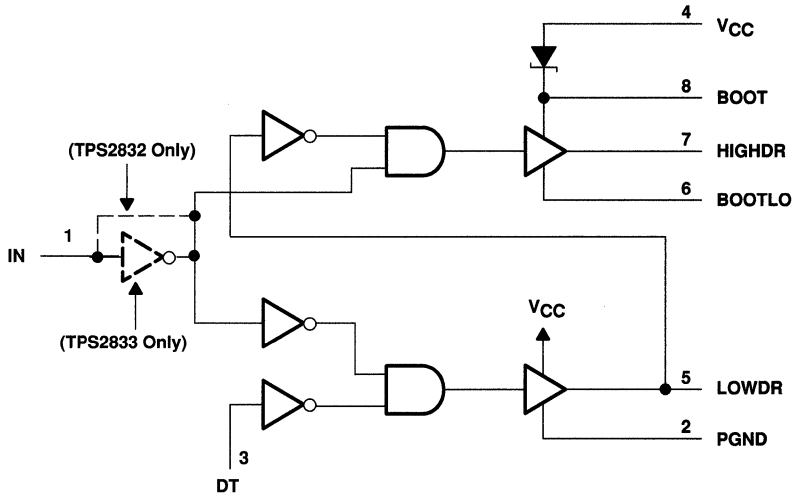 4 VCC
8 BOOT
(TPS2832 Only)
7 HIGHDR
6 BOOTLO
1
IN
VCC
(TPS2833 Only)
5 LOWDR
2 PGND
3
DT